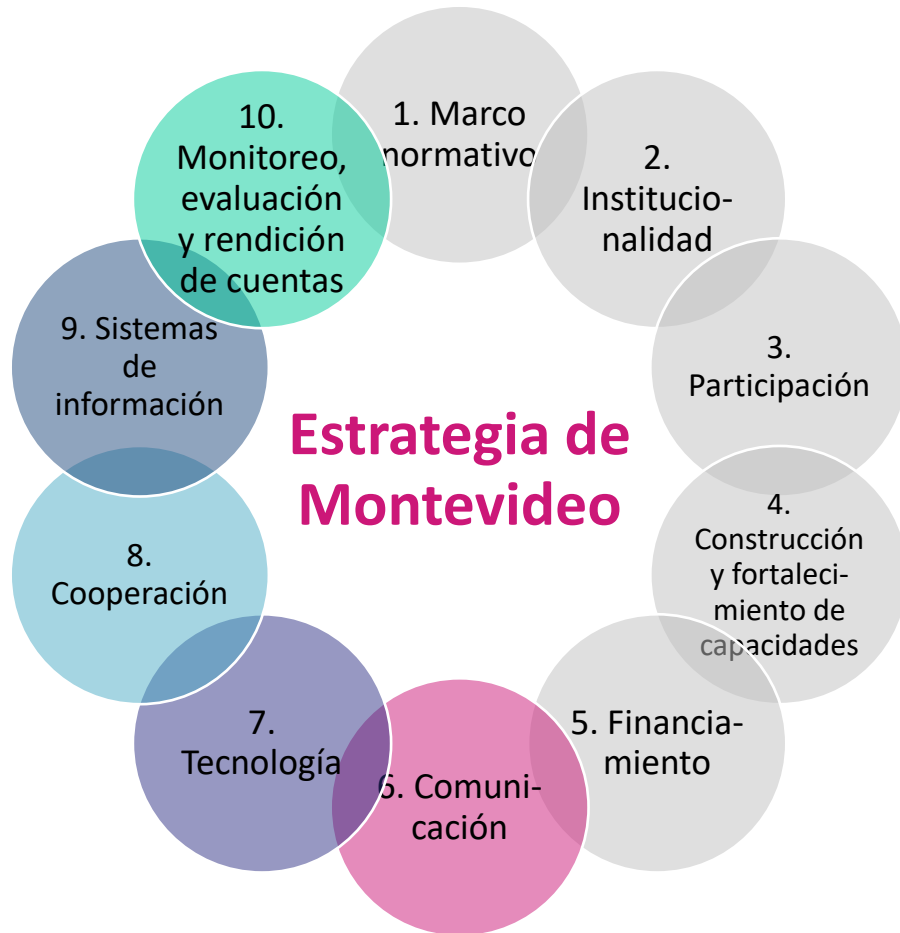 1. Marco
normativo
2.
Institucio-
nalidad
3.
Participación
4.
Construcción
y fortaleci-
miento de
capacidades
5. Financia-
miento
6. Comuni-
cación
7.
Tecnología
8.
Cooperación
9. Sistemas
de
información
10.
Monitoreo,
evaluación
y rendición
de cuentas
Estrategia de
Montevideo